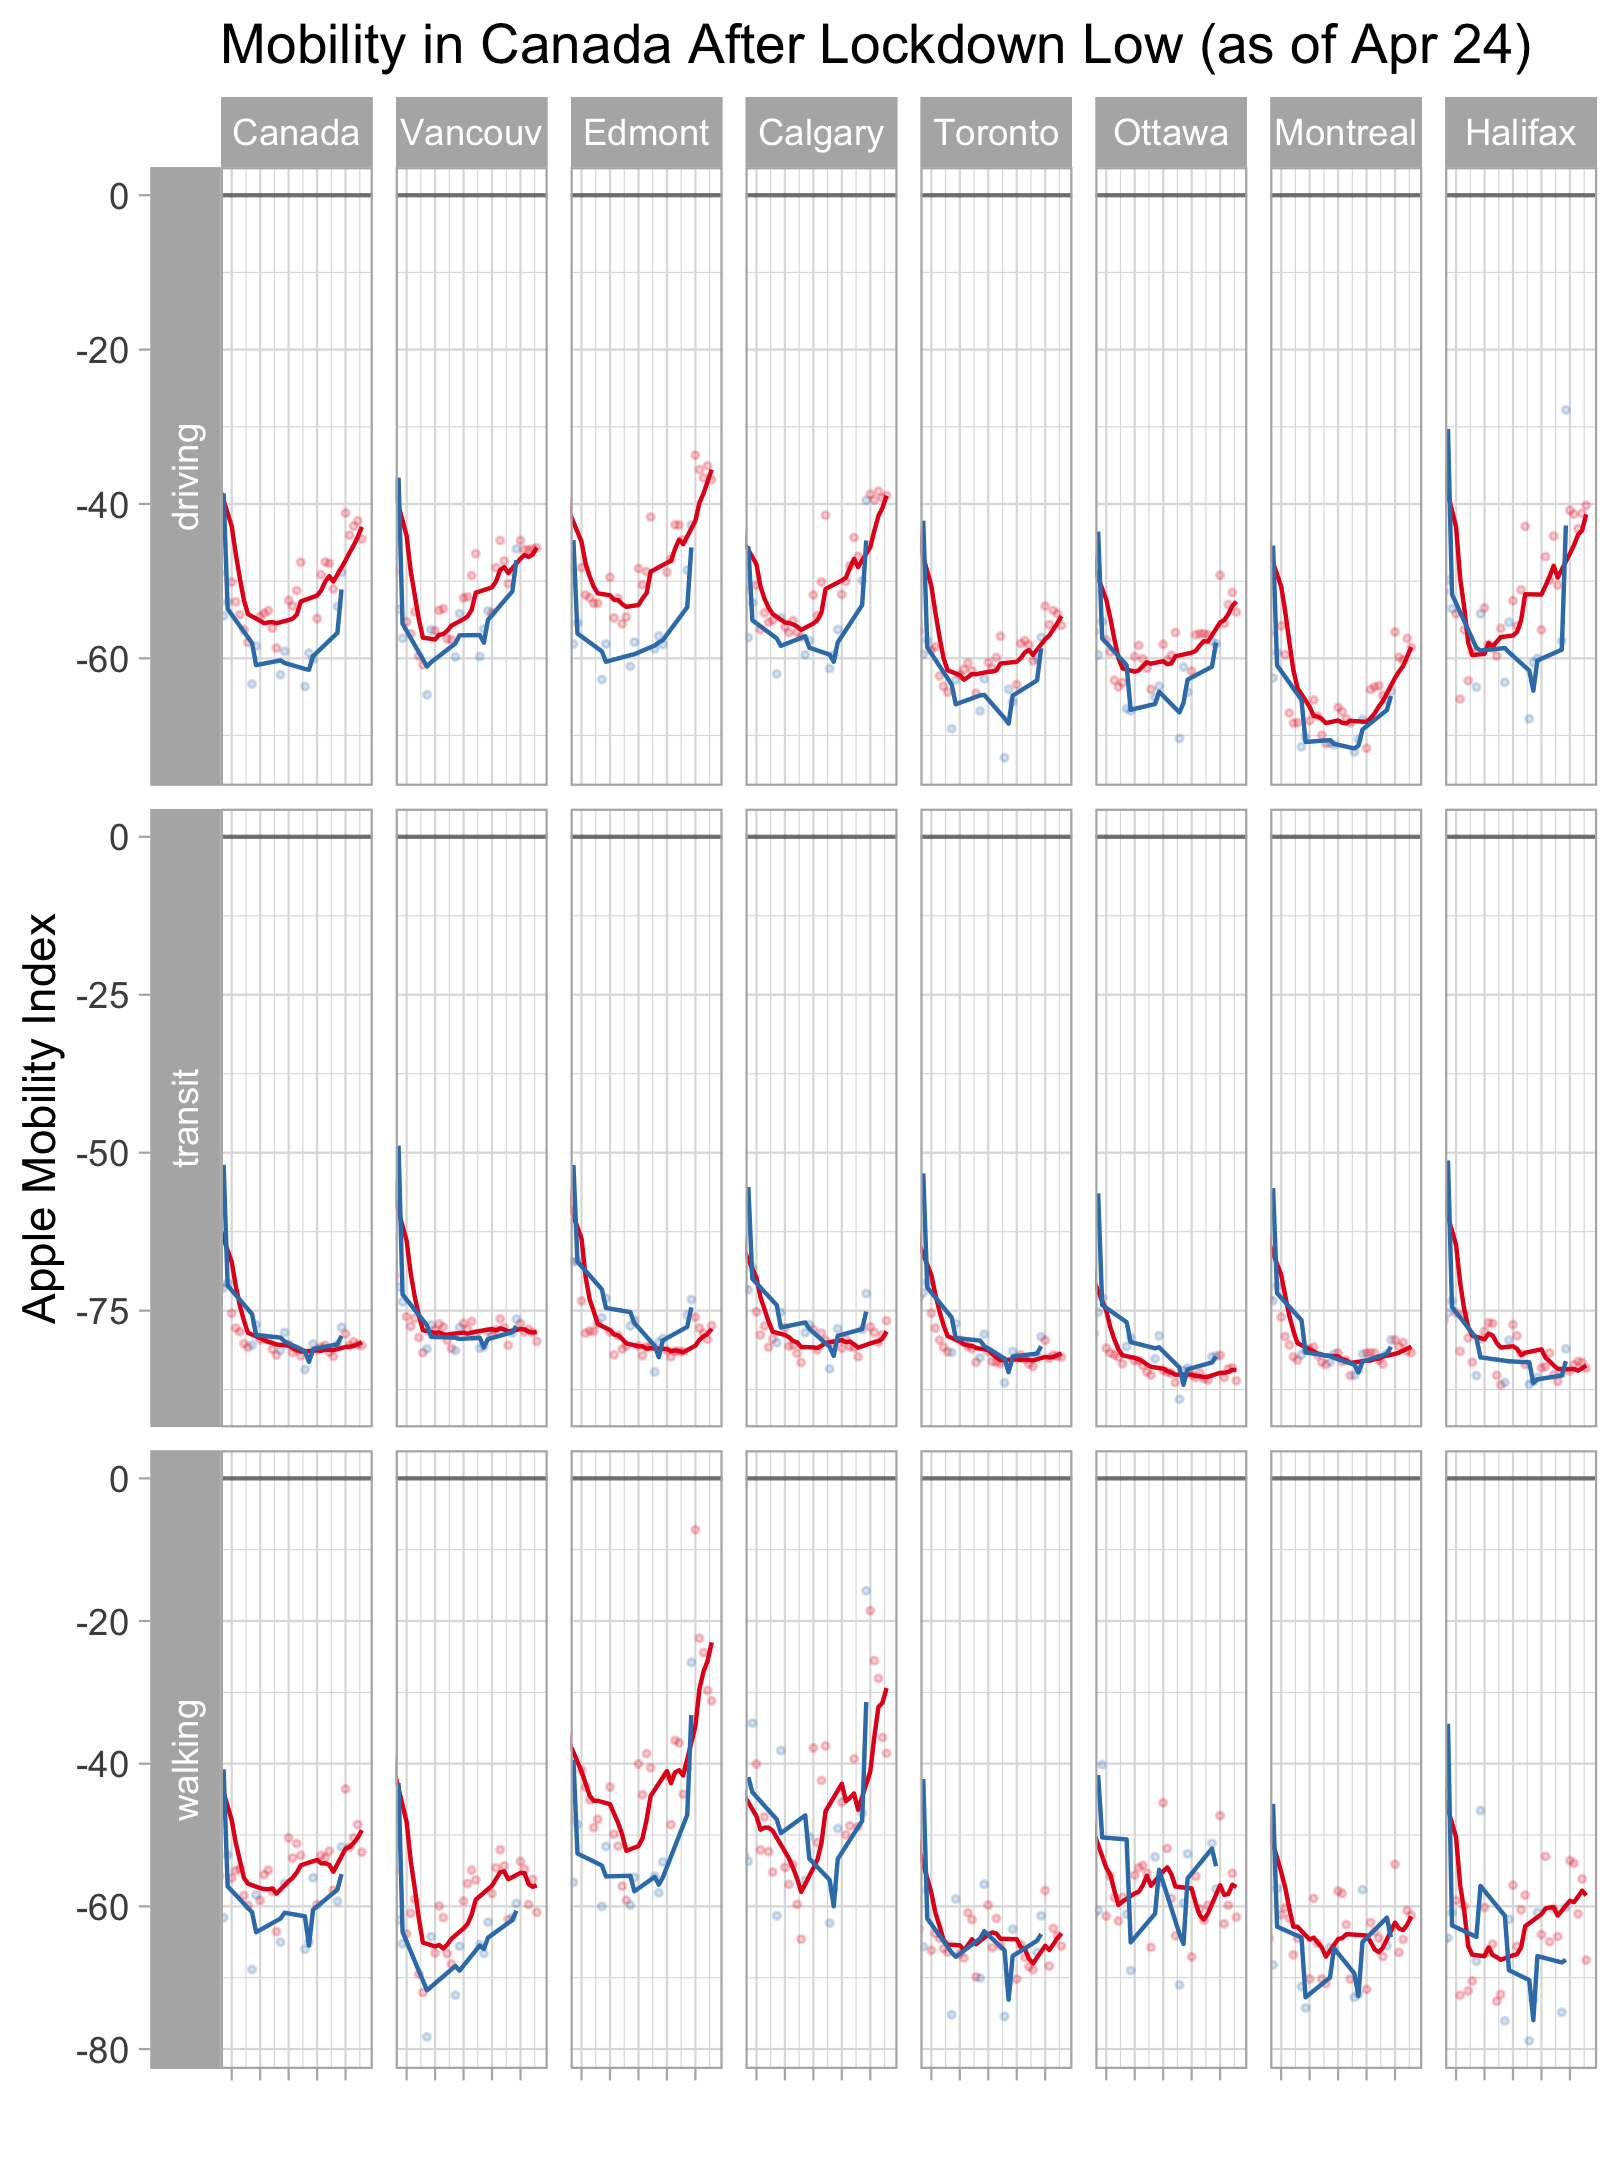 Mobility in Canada After Lockdown Low (as of Apr 24)
Canada Vancouv Edmont Calgary Toronto Ottawa Montreal Halifax
Apple Mobility Index
driving
0
-20
-40
-60
transit
0
-25
-50
-75
walking
0
-20
-40
-60
-80